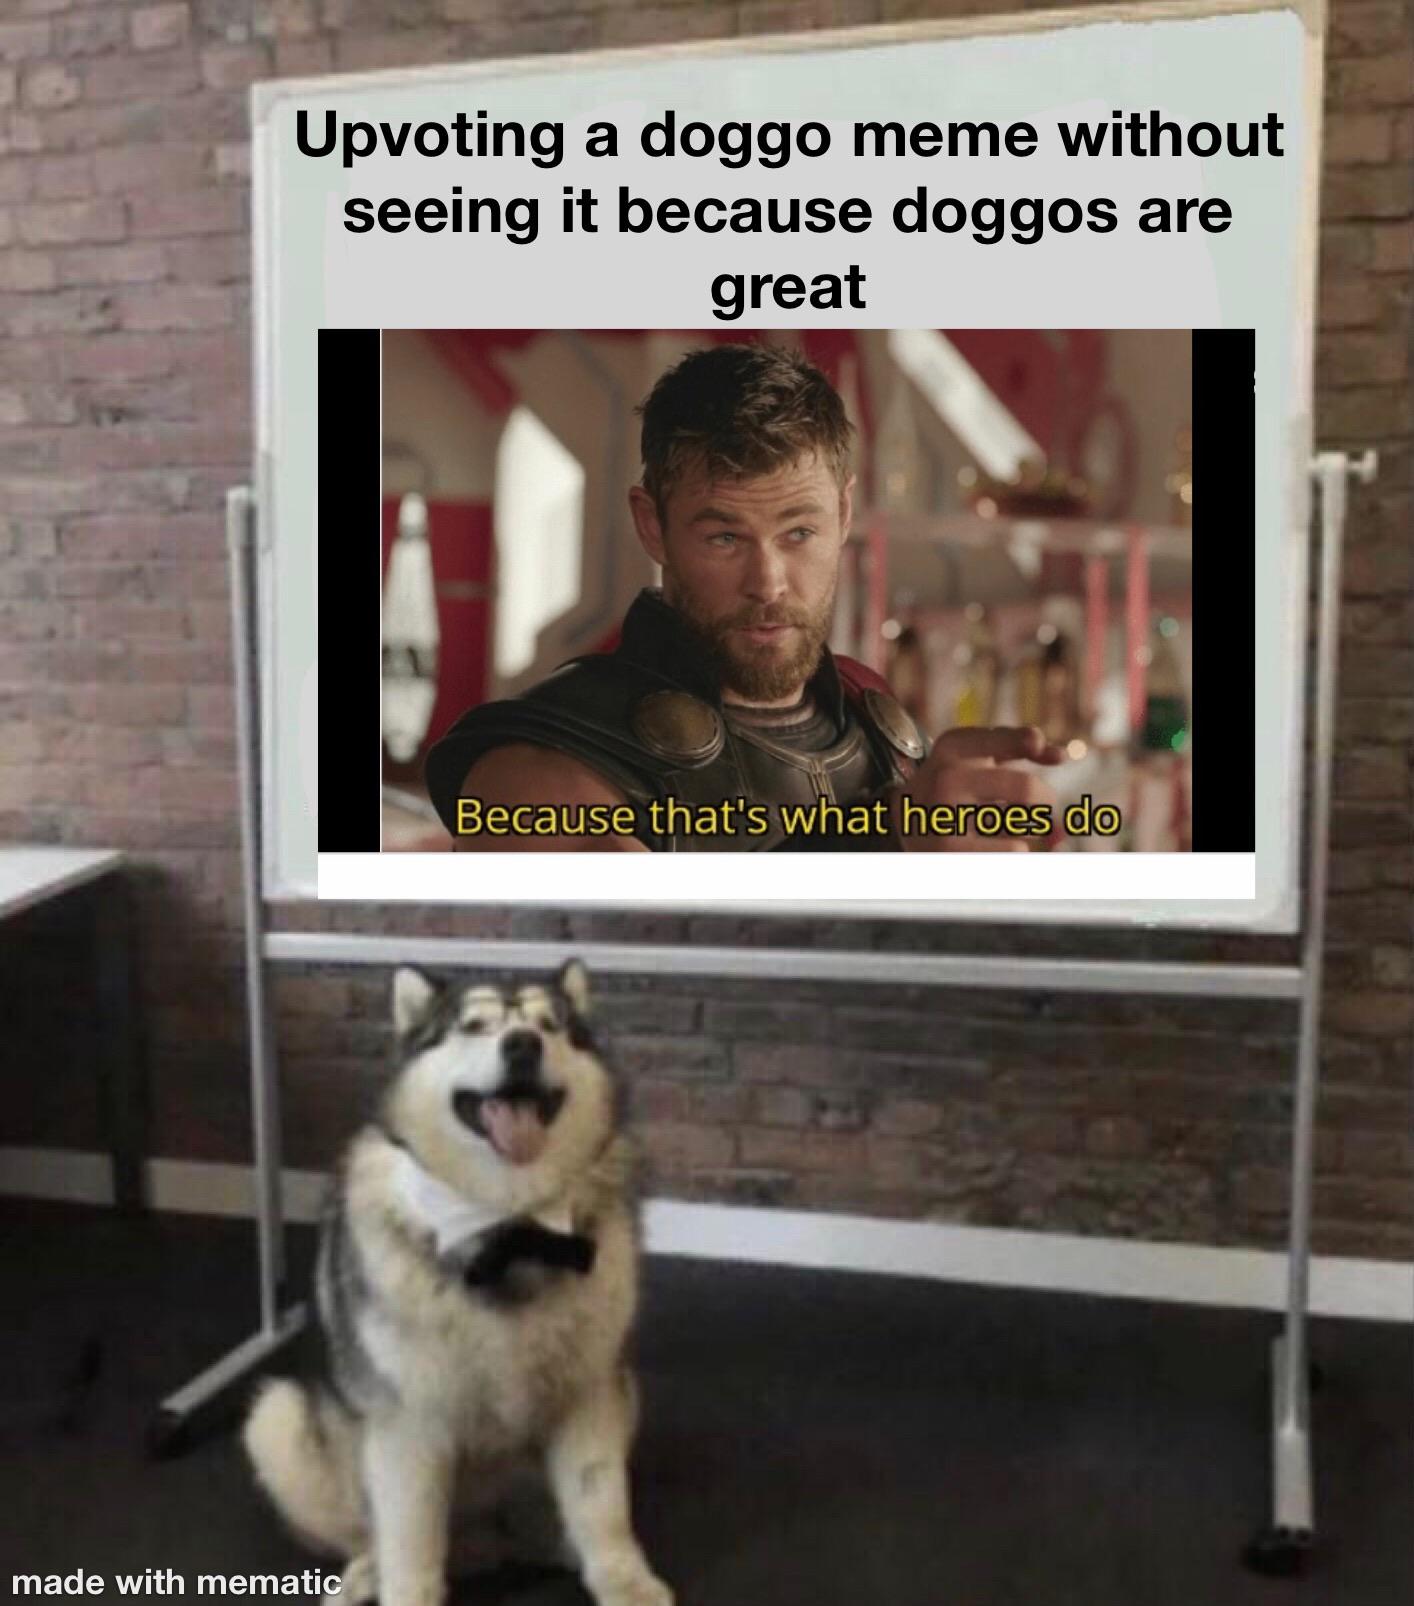 Upvoting a doggo meme without
seeing it because doggos are
great
Because that's what heroes do
made with mematic